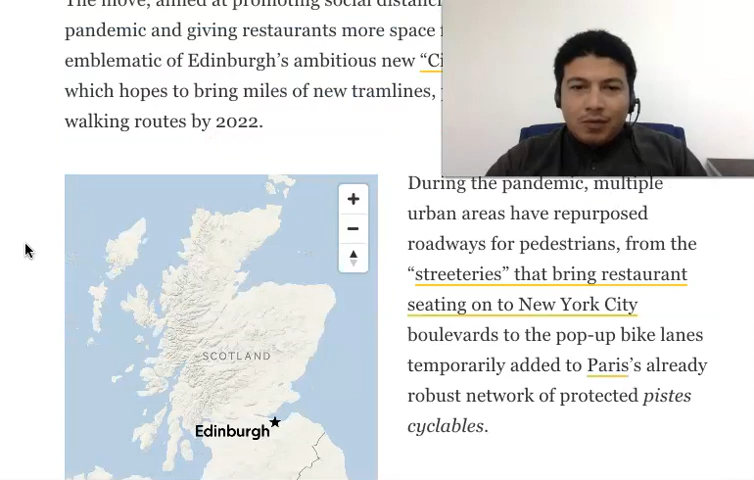 The move, aimed at promoting social distanci
pandemic and giving restaurants more space
emblematic of Edinburgh’s ambitious new “Ci
which hopes to bring miles of new tramlines,
walking routes by 2022.
SCOTLAND
Edinburgh
During the pandemic, multiple
urban areas have repurposed
roadways for pedestrians, from the
“streeteries” that bring restaurant
seating on to New York City
boulevards to the pop-up bike lanes
temporarily added to Paris’s already
robust network of protected pistes
cyclables.